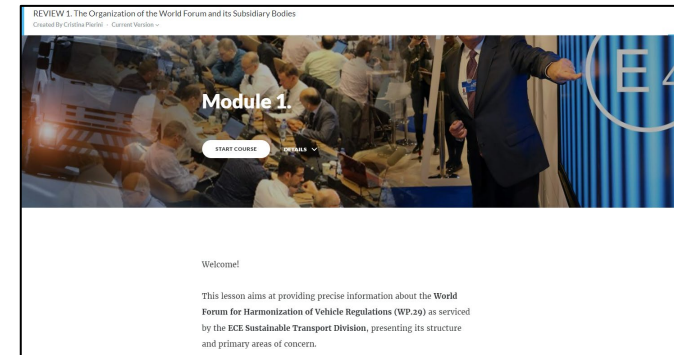 REVIEW 1. The Organization of the World Forum and its Subsidiary Bodies
Created By Cristina Pierini - Current Version
Module 1.
START COURSE DETAILS
E 4
Welcome!
This lesson aims at providing precise information about the World
Forum for Harmonization of Vehicle Regulations (WP.29) as serviced
by the ECE Sustainable Transport Division, presenting its structure
and primary areas of concern.